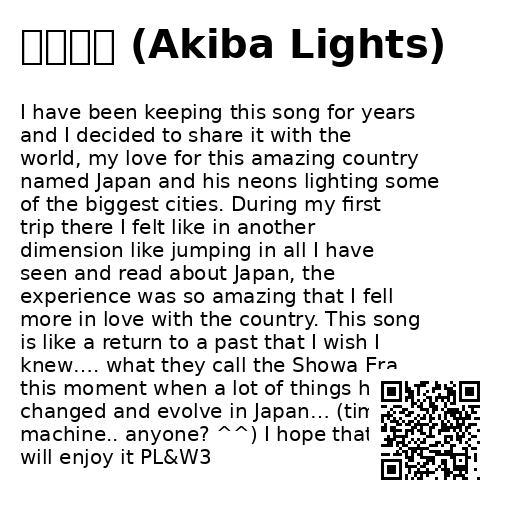 (Akiba Lights)
I have been keeping this song for years
and I decided to share it with the
world, my love for this amazing country
named Japan and his neons lighting some
of the biggest cities. During my first
trip there I felt like in another
dimension like jumping in all I have
seen and read about Japan, the
experience was so amazing that I fell
more in love with the country. This song
is like a return to a past that I wish I
knew.... what they call the Showa Era
this moment when a lot of things
changed and evolve in Japan... 
machine.. anyone? ^^) I hope that
will enjoy it PL&W3